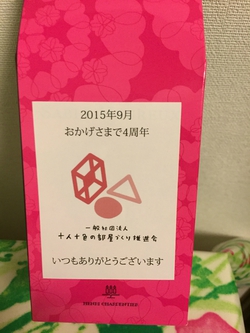 2015年9月
おかげさまで4周年
一般社団法人
十人十色の部屋づくり推進会
いつもありがとうございます